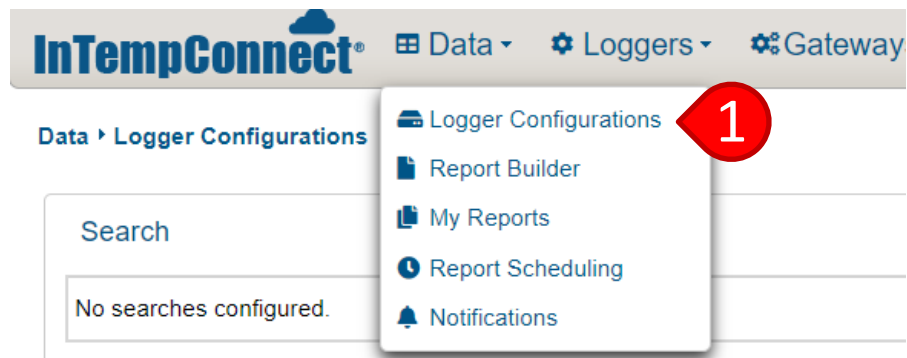 InTempConnect® Data Loggers Gateway
Logger Configurations 1
Data Logger Configurations
Report Builder
My Reports
Search
Report Scheduling
No searches configured.
Notifications